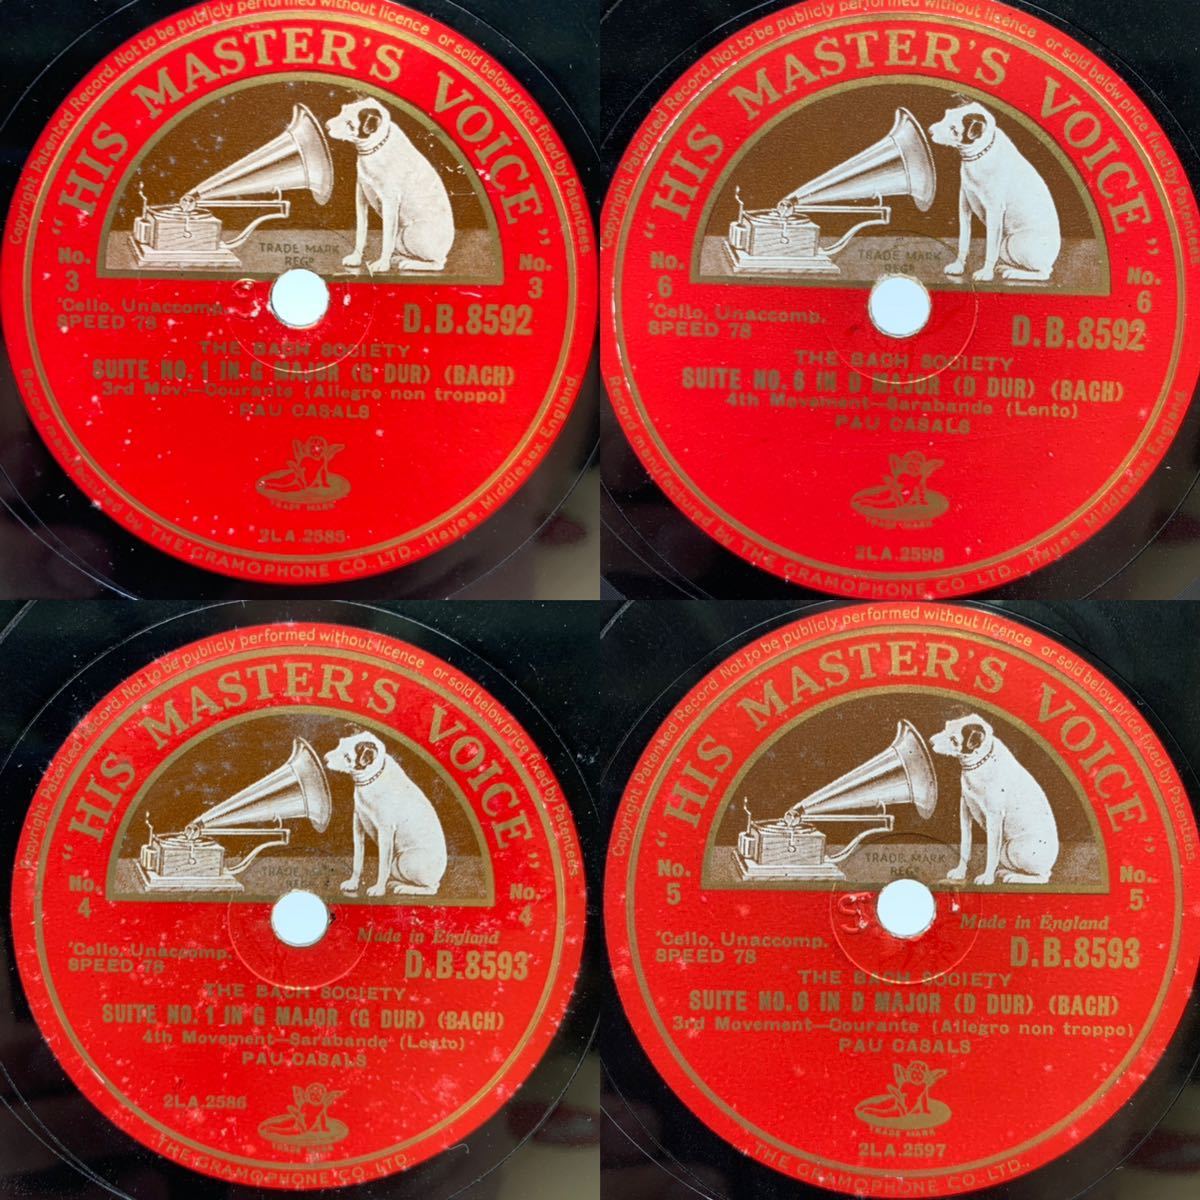 Copyright. Patented Record. Not to be publicly performed without licence or sold below price fixed by Patentees.
"HIS MASTER'S VOICE"
TRADE MARK
REGD
No. 3
No. 3
'Cello, Unaccomp.
SPEED 78
D.B.8592
THE BACH SOCIETY
SUITE NO. 1 IN G MAJOR (G DUR) (BACH)
3rd Mov.—Courante (Allegro non troppo)
PAU CASALS
TRADE MARK
2LA.2585
Record manufactured by THE GRAMOPHONE CO., LTD., Hayes, Middlesex, England.
Copyright. Patented Record. Not to be publicly performed without licence or sold below price fixed by Patentees.
"HIS MASTER'S VOICE"
TRADE MARK
REGD
No. 6
No. 6
'Cello, Unaccomp.
SPEED 78
D.B.8592
THE BACH SOCIETY
SUITE NO. 6 IN D MAJOR (D DUR) (BACH)
4th Movement—Sarabande (Lento)
PAU CASALS
TRADE MARK
2LA.2598
Record manufactured by THE GRAMOPHONE CO., LTD., Hayes, Middlesex, England.
Copyright Patented Record. Not to be publicly performed without licence or sold below price fixed by Patentees.
"HIS MASTER'S VOICE"
TRADE MARK
REGD
No. 4
No. 4
Made in England
'Cello, Unaccomp.
SPEED 78
D.B.8593
THE BACH SOCIETY
SUITE NO. 1 IN G MAJOR (G DUR) (BACH)
4th Movement—Sarabande (Lento)
PAU CASALS
2LA.2586
TRADE MARK
THE GRAMOPHONE CO., LTD.,
Copyright Patented Record. Not to be publicly performed without licence or sold below price fixed by Patentees.
"HIS MASTER'S VOICE"
TRADE MARK
REGD
No. 5
No. 5
Made in England
'Cello, Unaccomp.
SPEED 78
D.B.8593
THE BACH SOCIETY
SUITE NO. 6 IN D MAJOR (D DUR) (BACH)
3rd Movement—Courante (Allegro non troppo)
PAU CASALS
TRADE MARK
2LA.2597
THE GRAMOPHONE CO., LTD.,